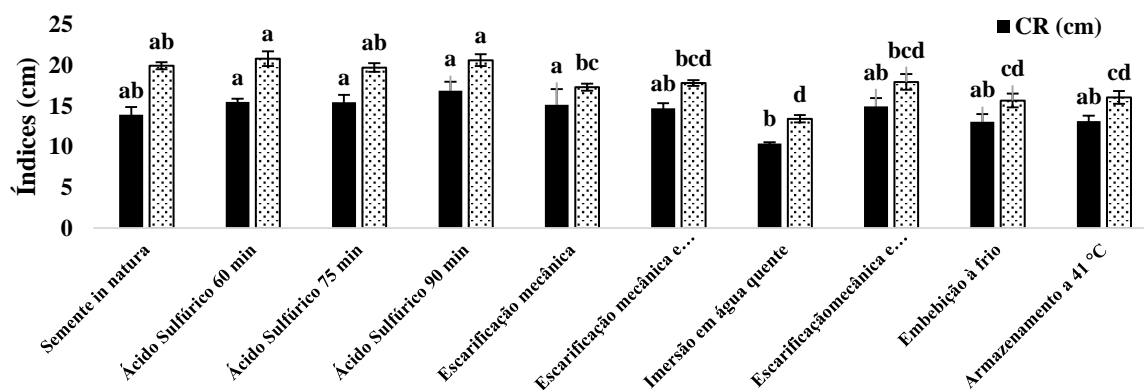 25
20
15
10
5
0
Índices (cm)
CR (cm)
ab
a
ab
a
a
bc
bcd
bcd
cd
cd
ab
a
a
a
ab
b
d
ab
ab
ab
Semente in natura
Ácido Sulfúrico 60 min
Ácido Sulfúrico 75 min
Ácido Sulfúrico 90 min
Escarificação mecânica
Escarificação mecânica e…
Imersão em água quente
Escarificaçãomecânica e…
Embebição à frio
Armazenamento a 41 °C